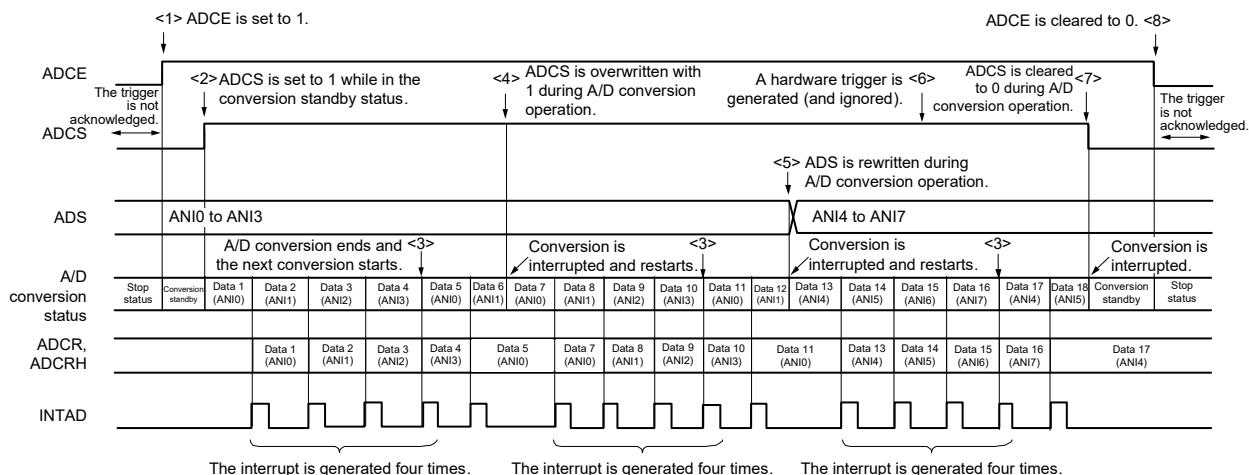 <1> ADCE is set to 1.
ADCE is cleared to 0. <8>
ADCE
The trigger
is not
acknowledged.
<2> ADCS is set to 1 while in the
conversion standby status.
<4> ADCS is overwritten with
1 during A/D conversion
operation.
A hardware trigger is <6>
generated (and ignored).
ADCS is cleared <7>
to 0 during A/D
conversion operation.
The trigger
is not
acknowledged.
ADCS
<5> ADS is rewritten during
A/D conversion operation.
ADS
ANI0 to ANI3
ANI4 to ANI7
A/D conversion ends and <3>
the next conversion starts.
Conversion is <3>
interrupted and restarts.
Conversion is <3>
interrupted and restarts.
Conversion is
interrupted.
A/D
conversion
status
Stop
status
Conversion
standby
Data 1
(ANI0)
Data 2
(ANI1)
Data 3
(ANI2)
Data 4
(ANI3)
Data 5
(ANI0)
Data 6
(ANI1)
Data 7
(ANI0)
Data 8
(ANI1)
Data 9
(ANI2)
Data 10
(ANI3)
Data 11
(ANI0)
Data 12
(ANI1)
Data 13
(ANI4)
Data 14
(ANI5)
Data 15
(ANI6)
Data 16
(ANI7)
Data 17
(ANI4)
Data 18
(ANI5)
Conversion
standby
Stop
status
ADCR,
ADCRH
Data 1
(ANI0)
Data 2
(ANI1)
Data 3
(ANI2)
Data 4
(ANI3)
Data 5
(ANI0)
Data 7
(ANI0)
Data 8
(ANI1)
Data 9
(ANI2)
Data 10
(ANI3)
Data 11
(ANI0)
Data 13
(ANI4)
Data 14
(ANI5)
Data 15
(ANI6)
Data 16
(ANI7)
Data 17
(ANI4)
INTAD
The interrupt is generated four times.
The interrupt is generated four times.
The interrupt is generated four times.